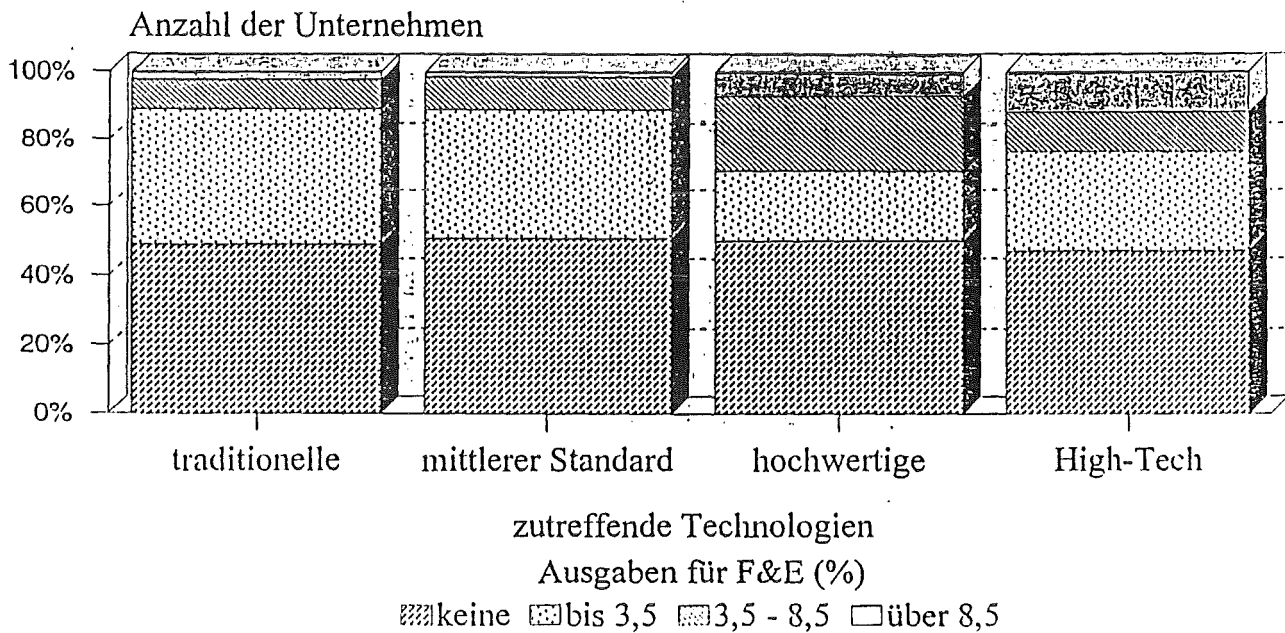 Anzahl der Unternehmen
100%
80%
60%
40%
20%
0%
traditionelle mittlerer Standard hochwertige High-Tech
zutreffende Technologien
Ausgaben für F&E (%)
keine bis 3,5 3,5 - 8,5 über 8,5